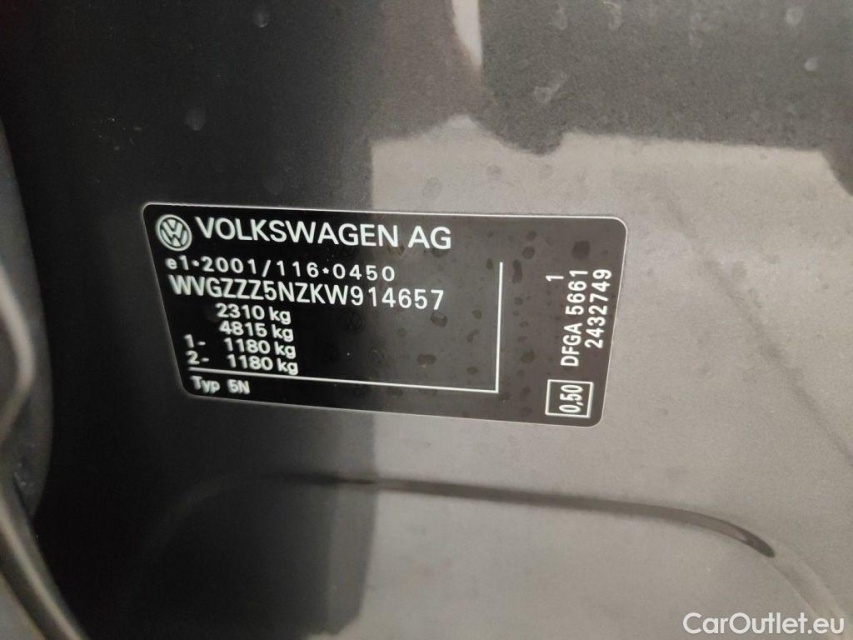 VOLKSWAGEN AG
e1*2001/116*0450
WVGZZZ5NZKW914657
2310 kg
4815 kg
1- 1180 kg
2- 1180 kg
Typ 5N
1
DFGA 5661
2432749
0,50
CarOutlet.eu